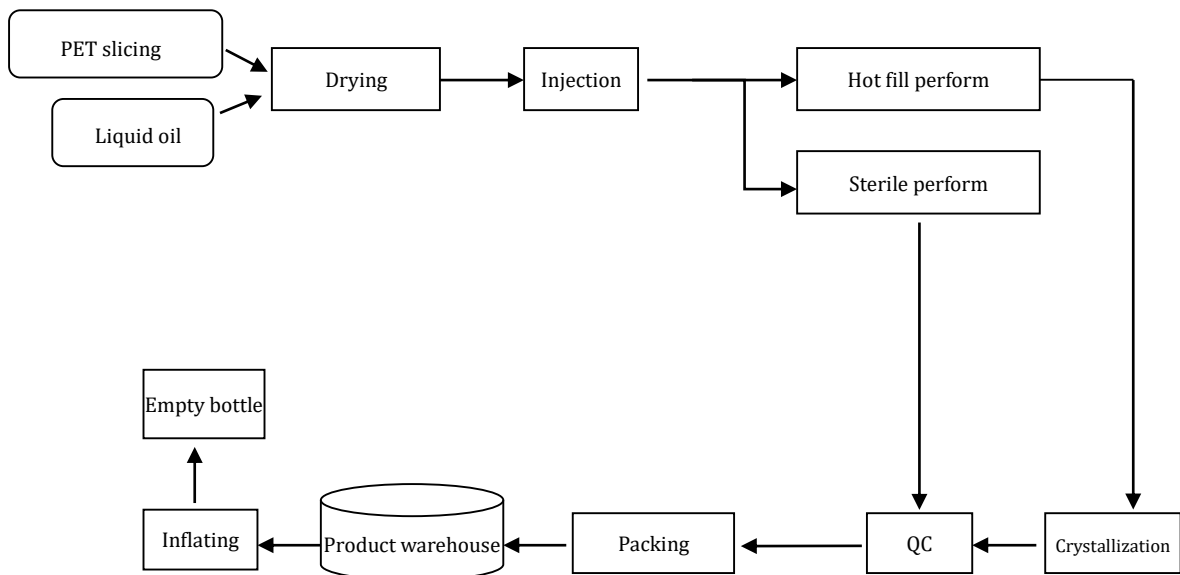 PET slicing
Liquid oil
Drying
Injection
Hot fill perform
Sterile perform
Empty bottle
Inflating
Product warehouse
Packing
QC
Crystallization